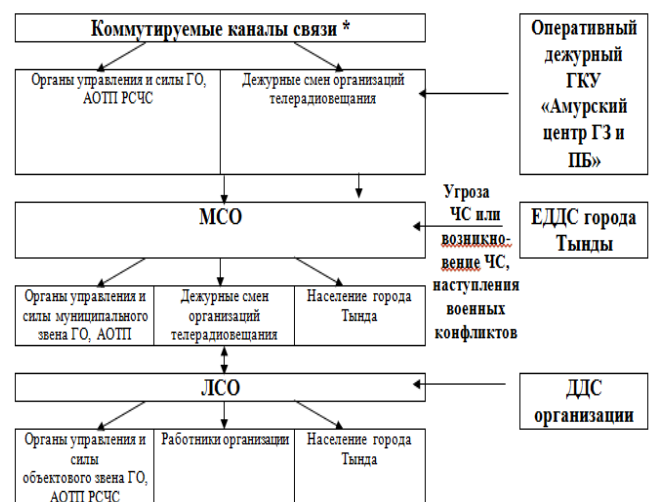 Коммутируемые каналы связи *
Органы управления и силы ГО,
АОТП РСЧС
Дежурные смен организаций
телерадиовещания
Оперативный
дежурный
ГКУ
«Амурский
центр ГЗ и
ПБ»
МСО
Угроза
ЧС или
возникно-
вение ЧС,
наступления
военных
конфликтов
ЕДДС города
Тынды
Органы управления и
силы муниципального
звена ГО, АОТП
Дежурные смен
организаций
телерадиовещания
Население города
Тында
ЛСО
ДДС
организации
Органы управления и
силы
объектового звена ГО,
АОТП РСЧС
Работники организации
Население города
Тында